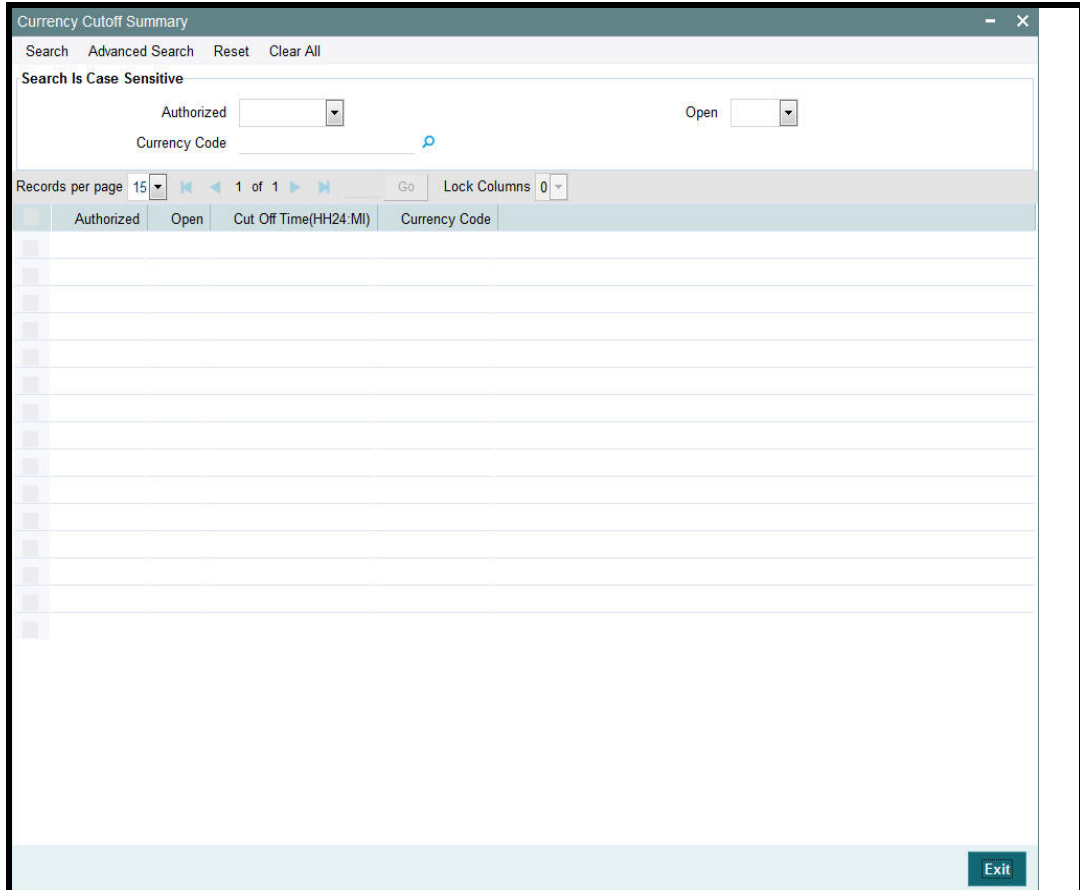 Currency Cutoff Summary
Search Advanced Search Reset Clear All
Search Is Case Sensitive
Authorized Open
Currency Code
Records per page 15 1 of 1 Go Lock Columns 0
Authorized Open Cut Off Time(HH24:MI) Currency Code
Exit